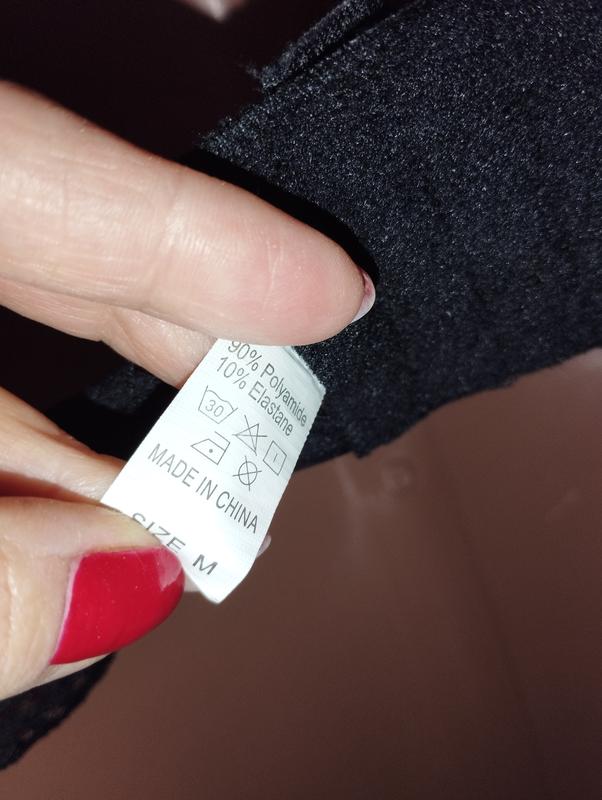 90% Polyamide
10% Elastane
30
MADE IN CHINA
SIZE M